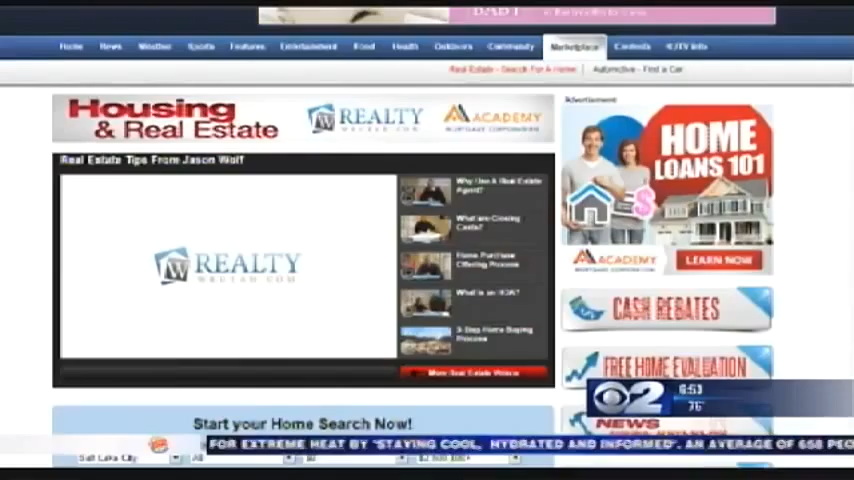 Home News Weather Sports Features Entertainment Food Health Outdoors Community Marketplace Contests KUTV Info
Real Estate - Search For A Home | Automotive - Find a Car
Housing
& Real Estate
JW REALTY
ACADEMY
MORTGAGE CORPORATION
Advertisement
HOME
LOANS 101
ACADEMY
MORTGAGE CORPORATION
LEARN NOW
Real Estate Tips From Jason Wolf
JW REALTY
Why Use A Real Estate
Agent?
What are Closing
Costs?
Home Purchase
Offering Process
What is an HOA?
3-Step Home Buying
Process
More Real Estate Videos
CASH REBATES
FREE HOME EVALUATION
2
NEWS
6:53
76°
Start your Home Search Now!
Salt Lake City All
FOR EXTREME HEAT BY "STAYING COOL, HYDRATED AND INFORMED". AN AVERAGE OF 658 PEO